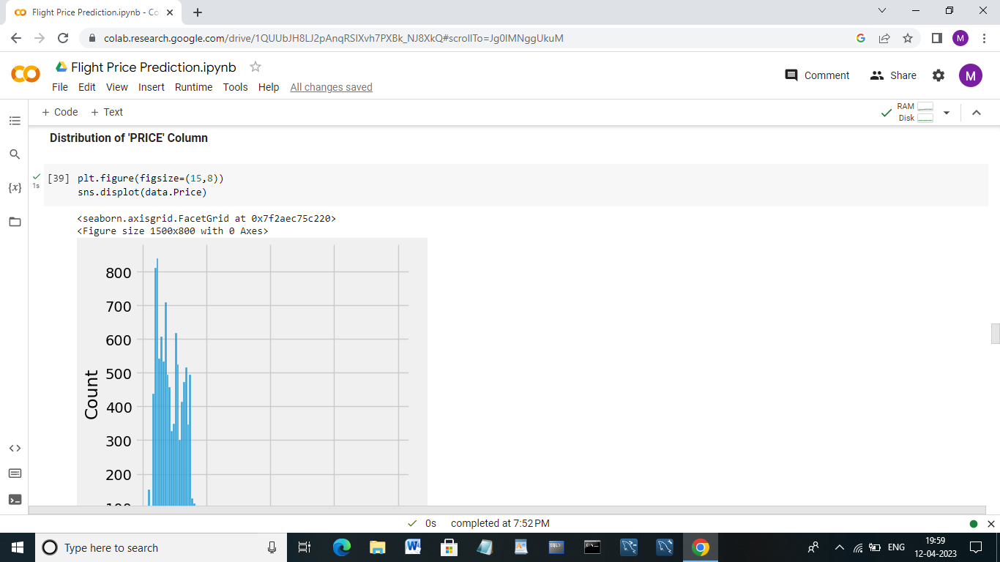 Flight Price Prediction.ipynb - Co
colab.research.google.com/drive/1QUUbJH8LJ2pAnqRSIXvh7PXBk_NJ8XkQ#scrollTo=Jg0lMNggUkuM
M
Flight Price Prediction.ipynb
File Edit View Insert Runtime Tools Help All changes saved
Comment Share M
+ Code + Text
RAM
Disk
Distribution of 'PRICE' Column
[39] plt.figure(figsize=(15,8))
1s
sns.displot(data.Price)
{x}
<seaborn.axisgrid.FacetGrid at 0x7f2aec75c220>
<Figure size 1500x800 with 0 Axes>
800
700
600
500
400
300
200
100
Count
0s completed at 7:52 PM
Type here to search
ENG
19:59
12-04-2023